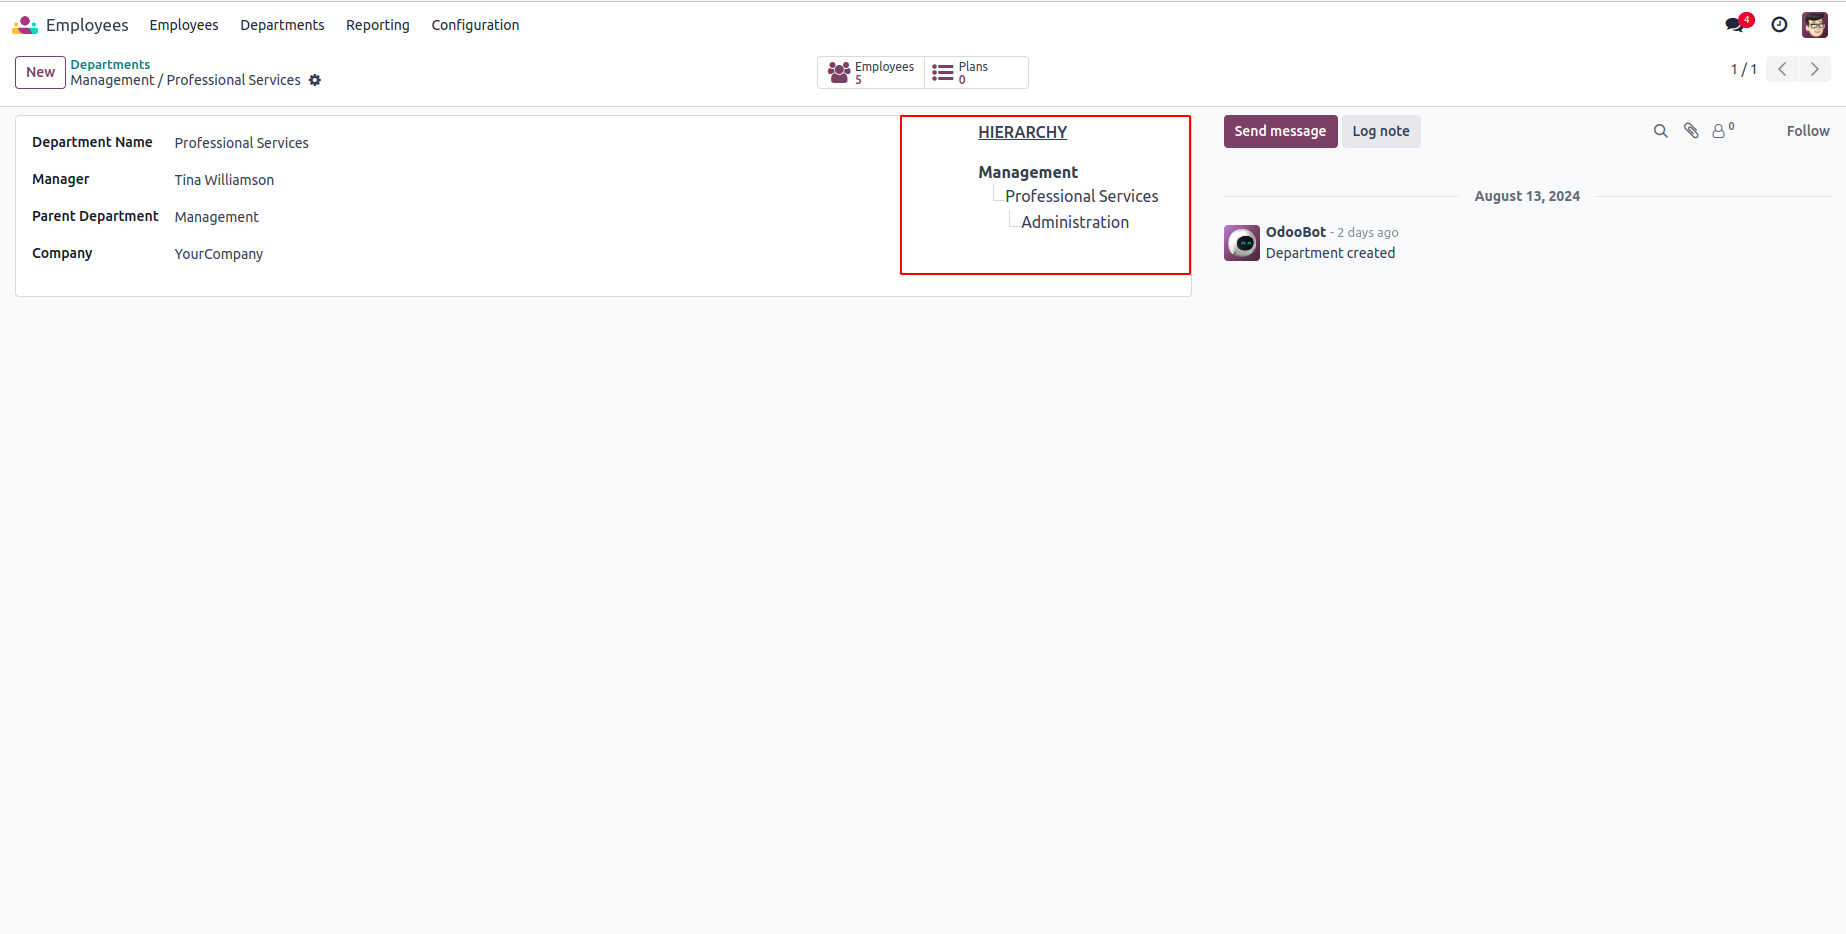 Employees Employees Departments Reporting Configuration 4
New Departments
Management / Professional Services
Employees
5
Plans
0
1 / 1
Department Name Professional Services
Manager Tina Williamson
Parent Department Management
Company YourCompany
HIERARCHY
Management
Professional Services
Administration
Send message Log note 0 Follow
August 13, 2024
OdooBot - 2 days ago
Department created